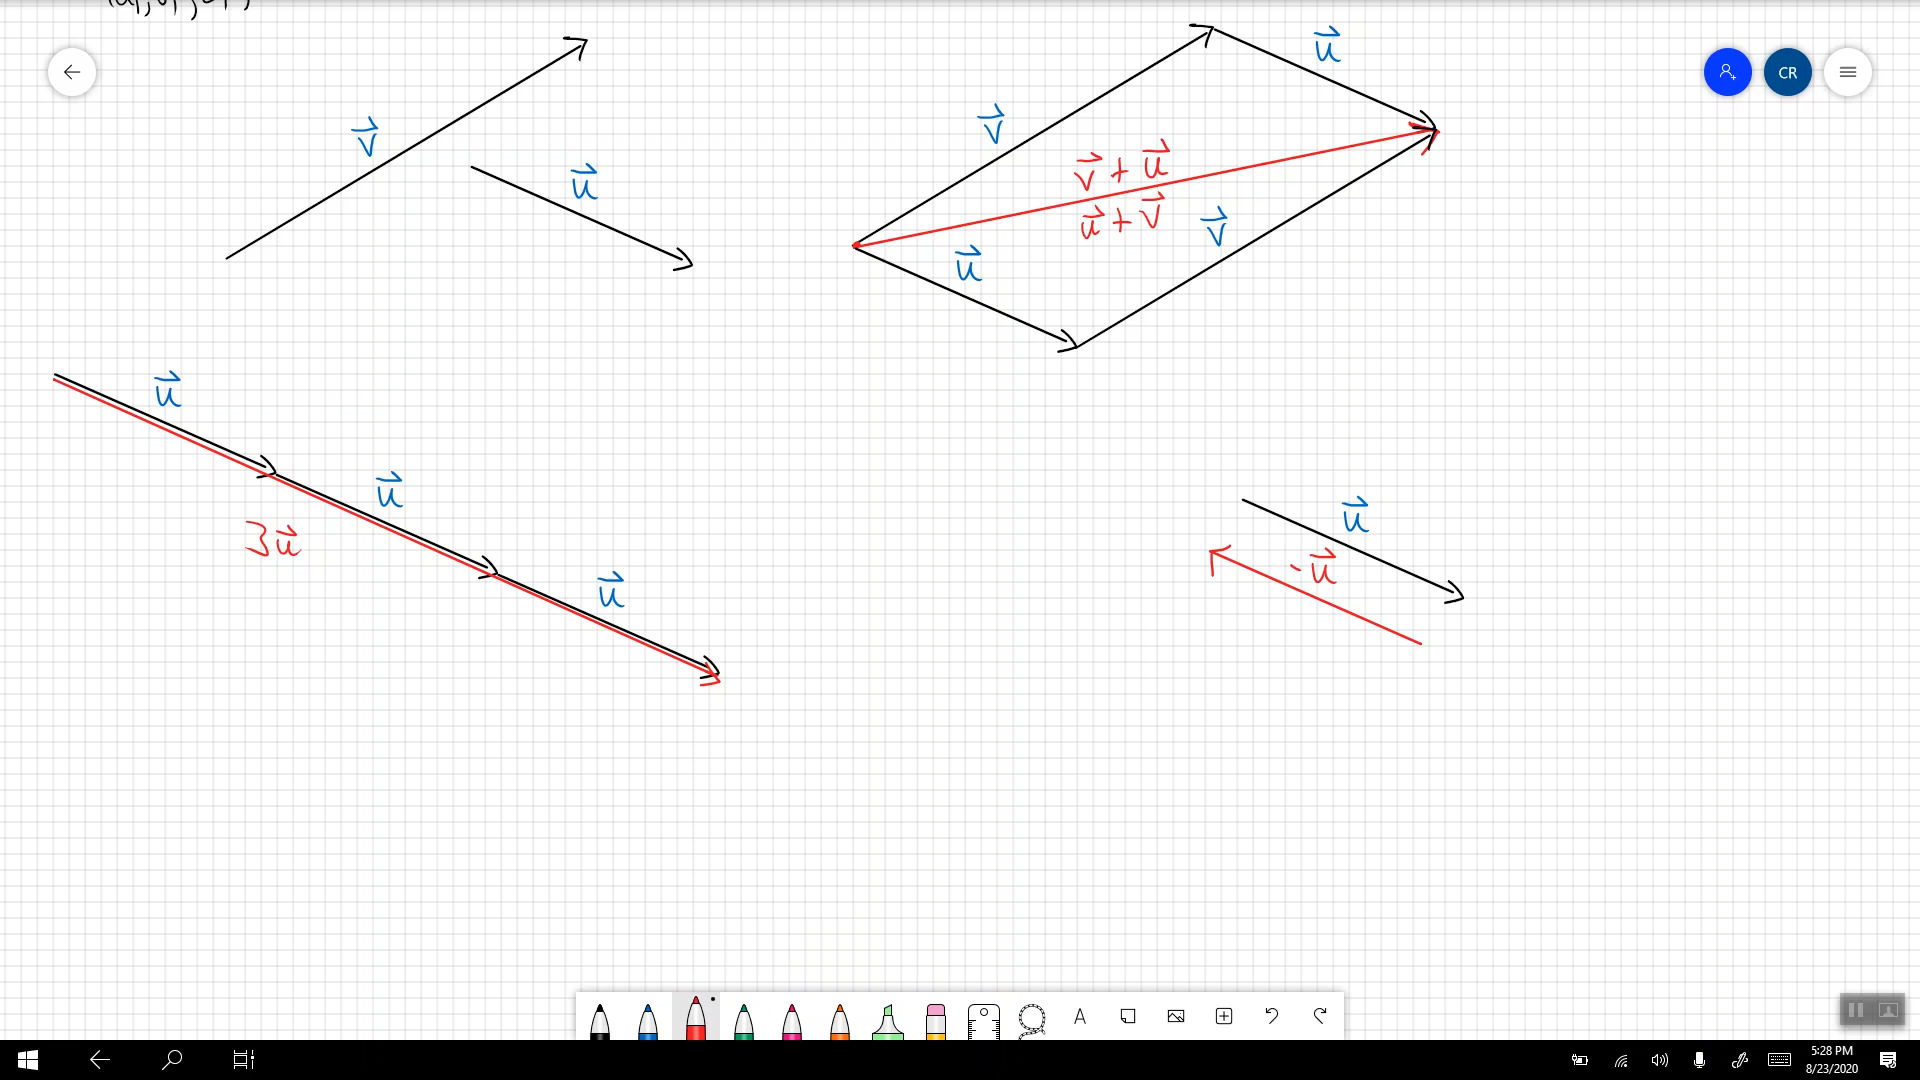 v⃗
u⃗
v⃗
u⃗
v⃗ + u⃗
u⃗ + v⃗
v⃗
u⃗
CR
u⃗
u⃗
u⃗
3u⃗
u⃗
-u⃗
A
5:28 PM
8/23/2020